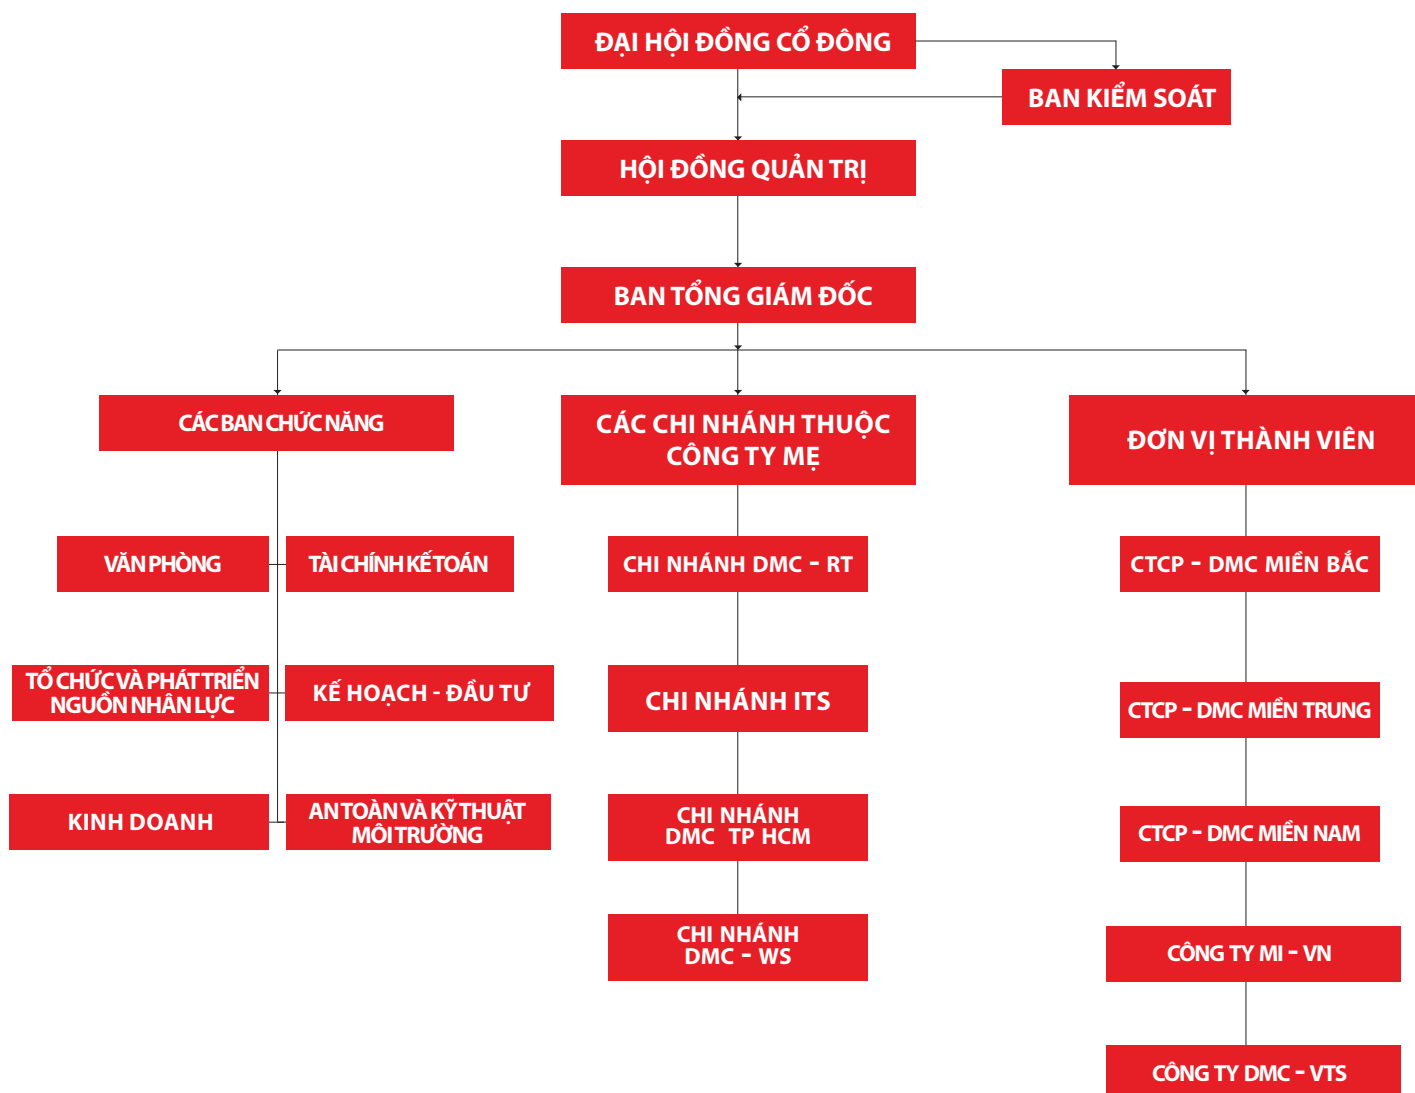 ĐẠI HỘI ĐỒNG CỔ ĐÔNG
BAN KIỂM SOÁT
HỘI ĐỒNG QUẢN TRỊ
BAN TỔNG GIÁM ĐỐC
CÁC BAN CHỨC NĂNG
CÁC CHI NHÁNH THUỘC
CÔNG TY MẸ
ĐƠN VỊ THÀNH VIÊN
VĂN PHÒNG
TÀI CHÍNH KẾ TOÁN
CHI NHÁNH DMC - RT
CTCP - DMC MIỀN BẮC
TỔ CHỨC VÀ PHÁT TRIỂN
NGUỒN NHÂN LỰC
KẾ HOẠCH - ĐẦU TƯ
CHI NHÁNH ITS
CTCP - DMC MIỀN TRUNG
KINH DOANH
AN TOÀN VÀ KỸ THUẬT
MÔI TRƯỜNG
CHI NHÁNH
DMC TP HCM
CTCP - DMC MIỀN NAM
CHI NHÁNH
DMC - WS
CÔNG TY MI - VN
CÔNG TY DMC - VTS